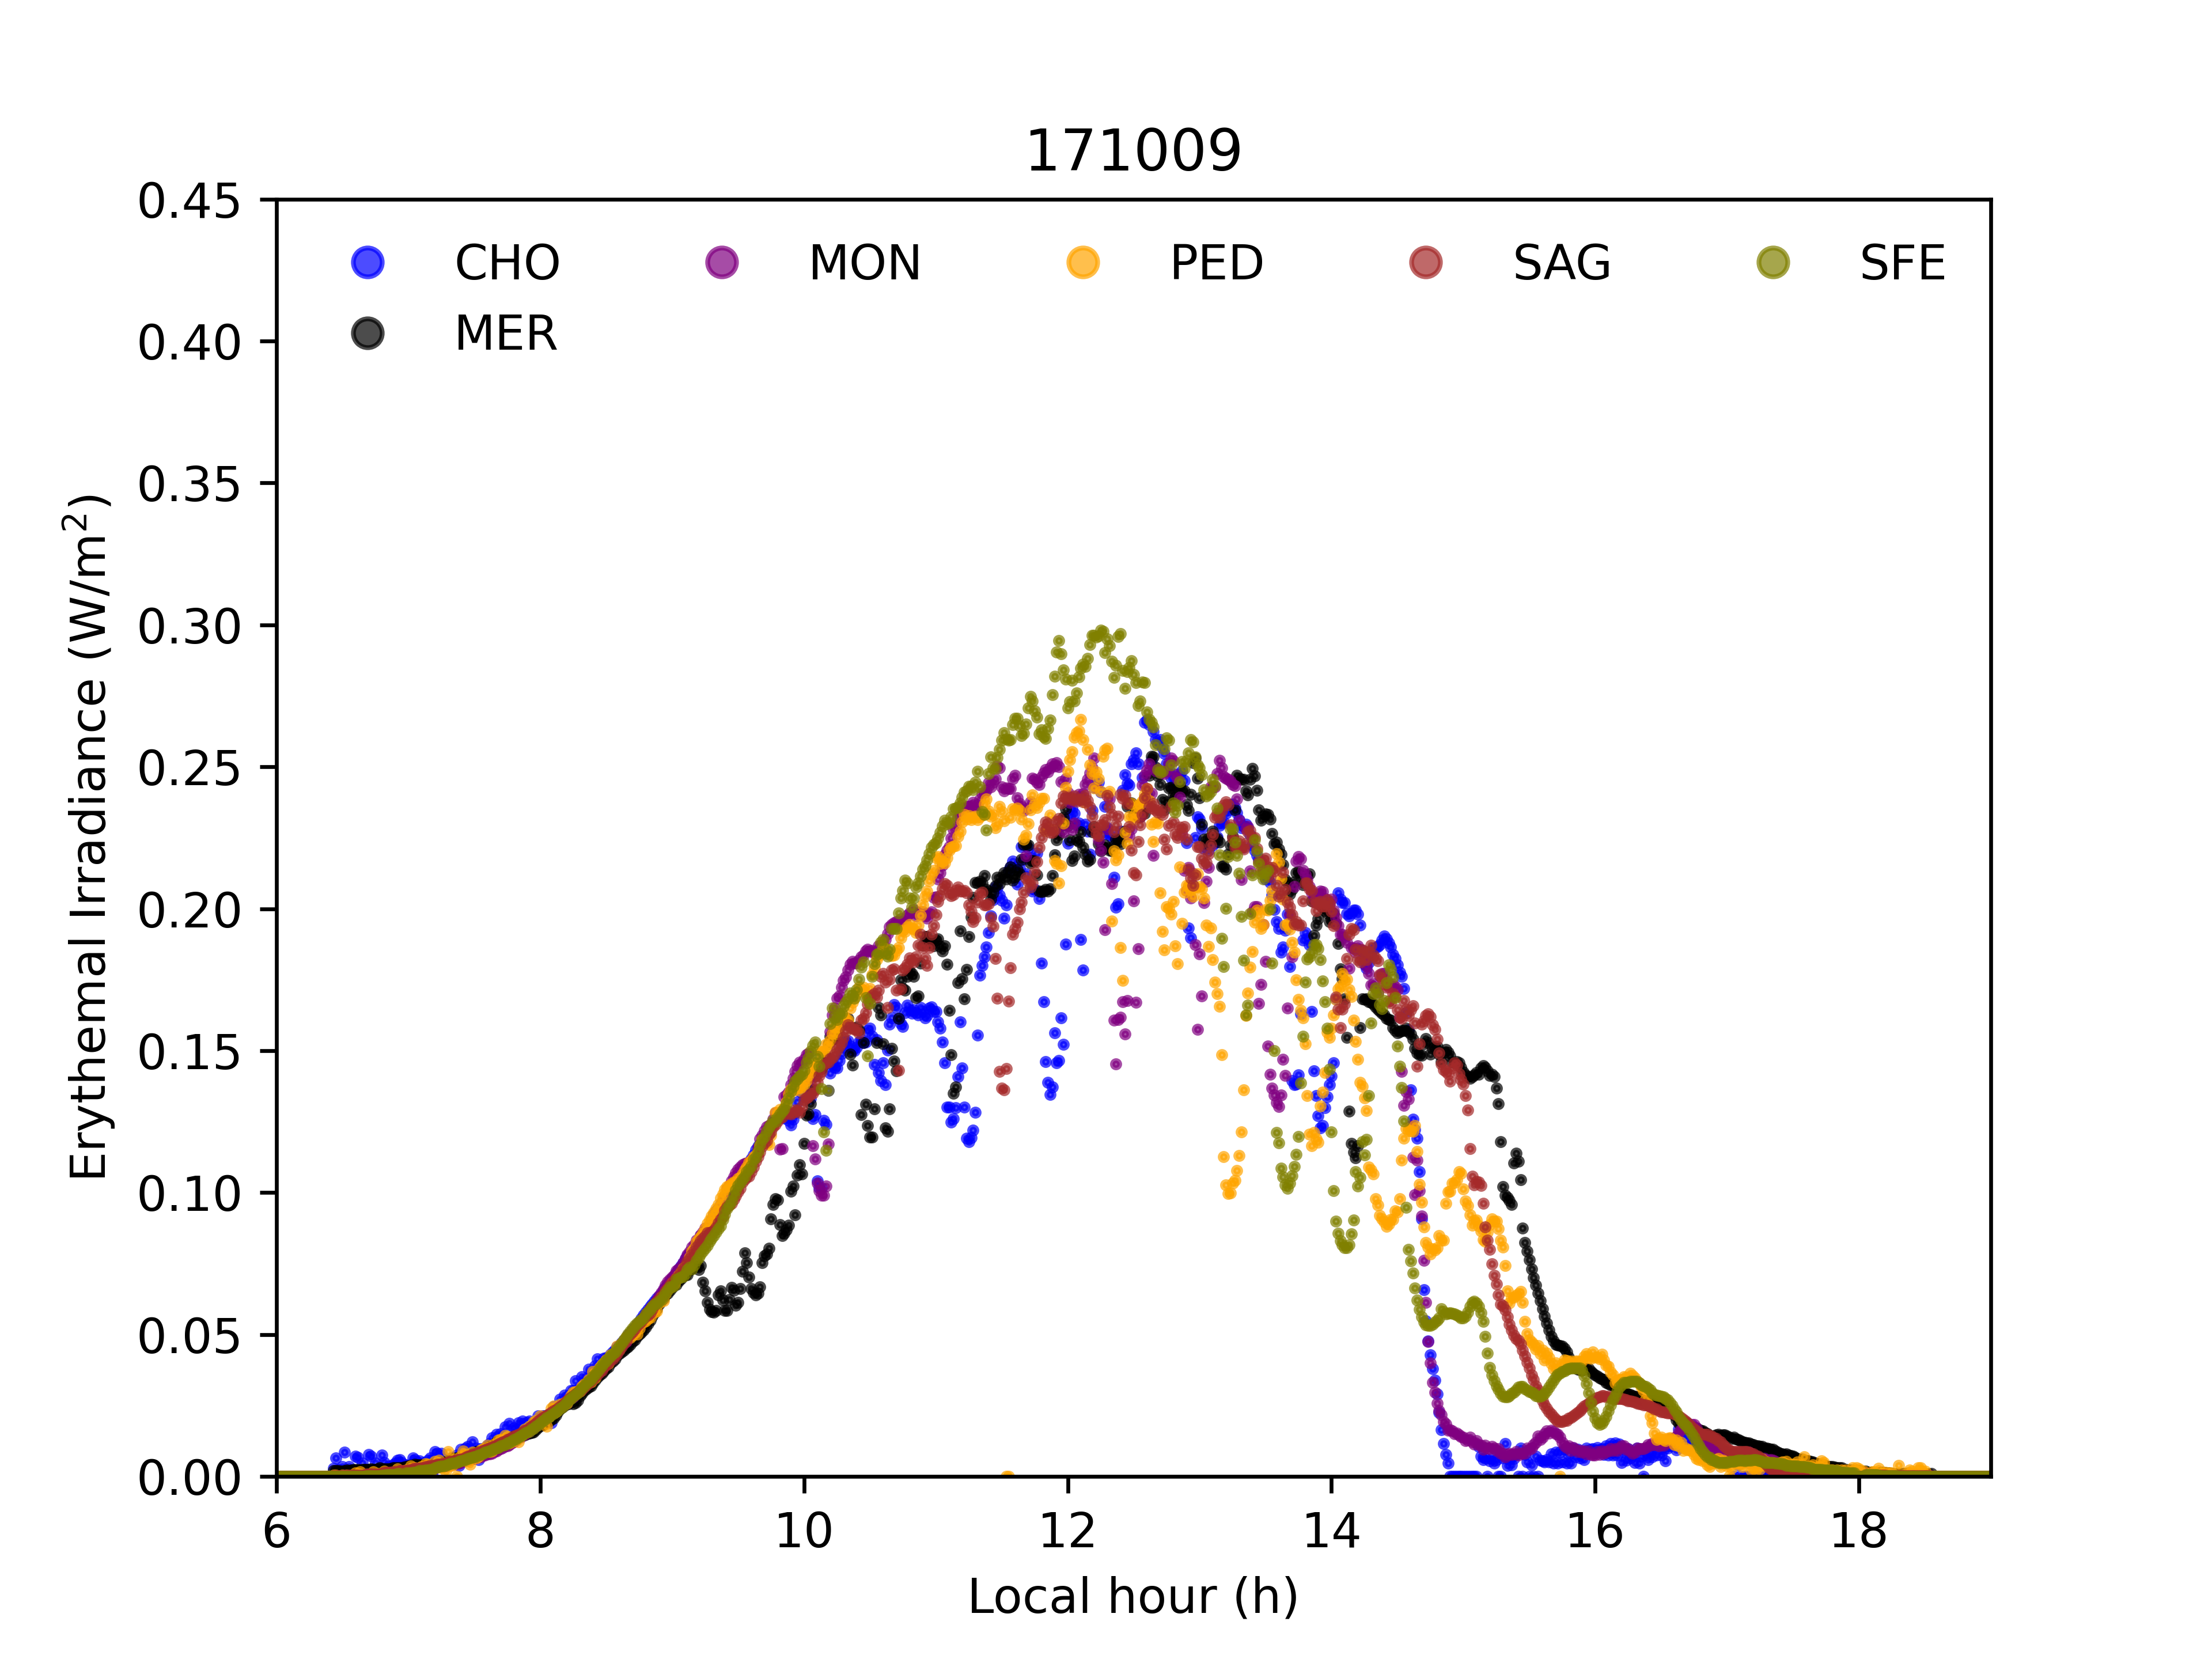 171009
0.45
0.40
0.35
0.30
0.25
0.20
0.15
0.10
0.05
0.00
Erythemal Irradiance (W/m²)
CHO MON PED SAG SFE
MER
6 8 10 12 14 16 18
Local hour (h)